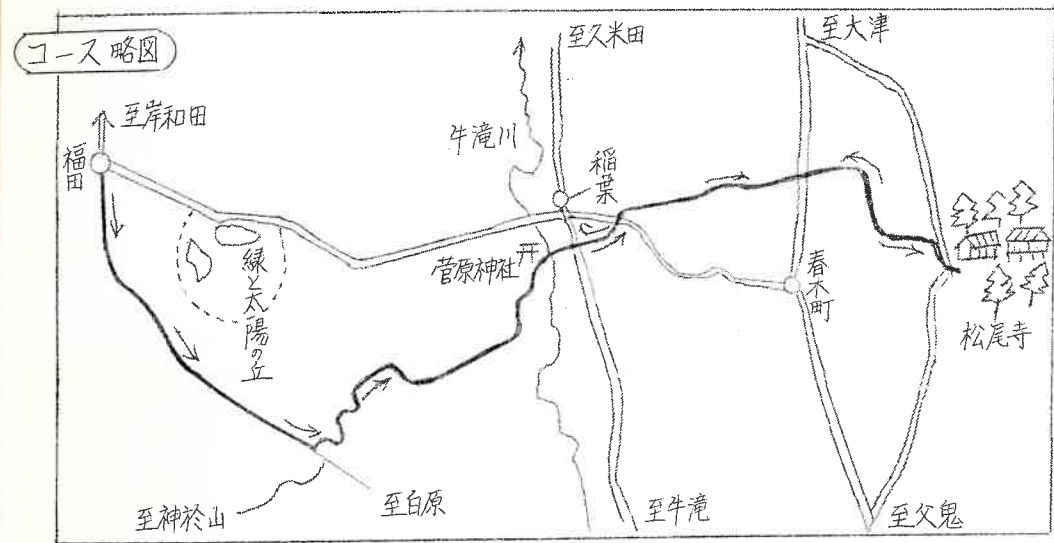 コース略図
至岸和田
福田
緑と太陽の丘
至神於山
至白原
牛滝川
至久米田
稲葉
菅原神社
至牛滝
至大津
春木町
至父鬼
松尾寺